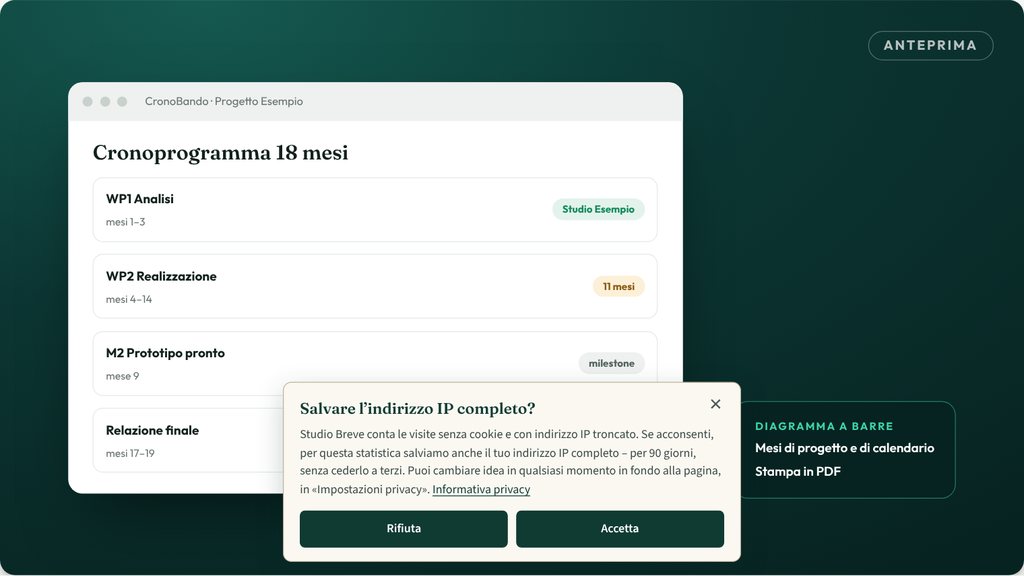 ANTEPRIMA
CronoBando · Progetto Esempio
Cronoprogramma 18 mesi
WP1 Analisi
mesi 1–3
Studio Esempio
WP2 Realizzazione
mesi 4–14
11 mesi
M2 Prototipo pronto
mese 9
milestone
Relazione finale
mesi 17–19
Salvare l’indirizzo IP completo?
Studio Breve conta le visite senza cookie e con indirizzo IP troncato. Se acconsenti,
per questa statistica salviamo anche il tuo indirizzo IP completo – per 90 giorni,
senza cederlo a terzi. Puoi cambiare idea in qualsiasi momento in fondo alla pagina,
in «Impostazioni privacy». Informativa privacy
Rifiuta
Accetta
DIAGRAMMA A BARRE
Mesi di progetto e di calendario
Stampa in PDF